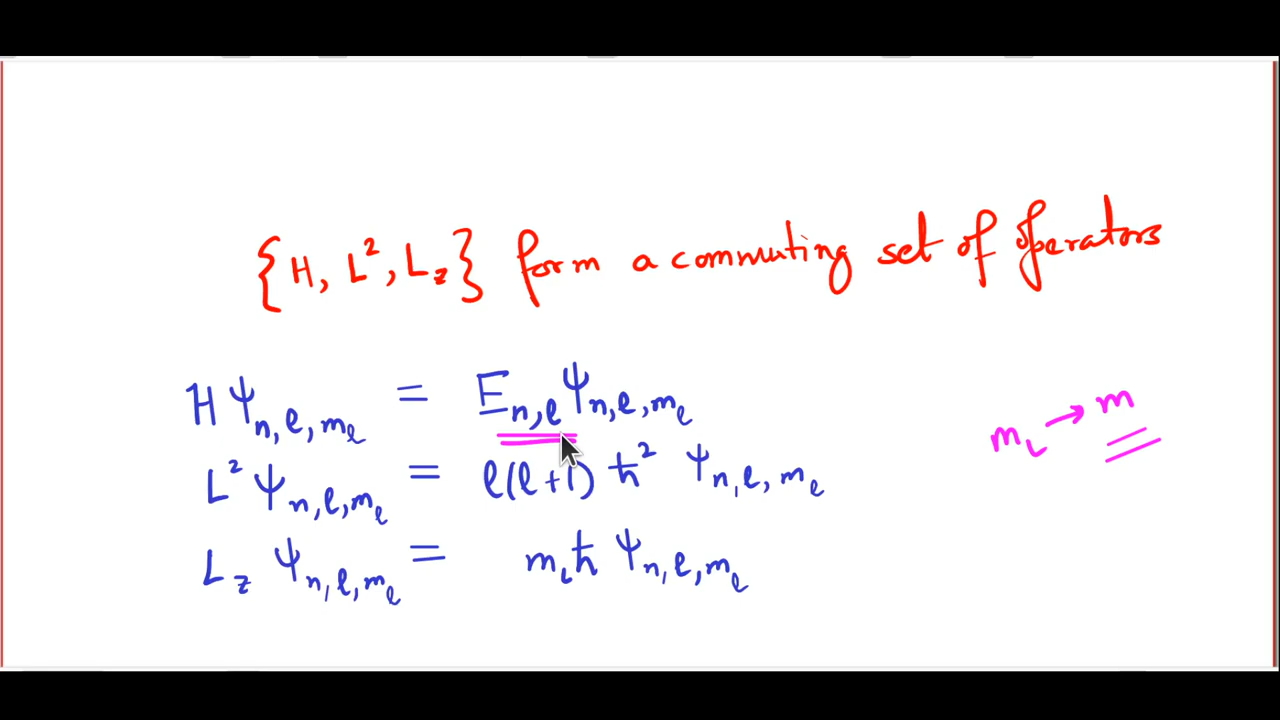 {H, L², L_z} form a commuting set of operators
H Ψ_{n,ℓ,m_ℓ} = E_{n,ℓ} Ψ_{n,ℓ,m_ℓ}
m_ℓ → m
L² Ψ_{n,ℓ,m_ℓ} = ℓ(ℓ+1) ħ² Ψ_{n,ℓ,m_ℓ}
L_z Ψ_{n,ℓ,m_ℓ} = m_ℓ ħ Ψ_{n,ℓ,m_ℓ}